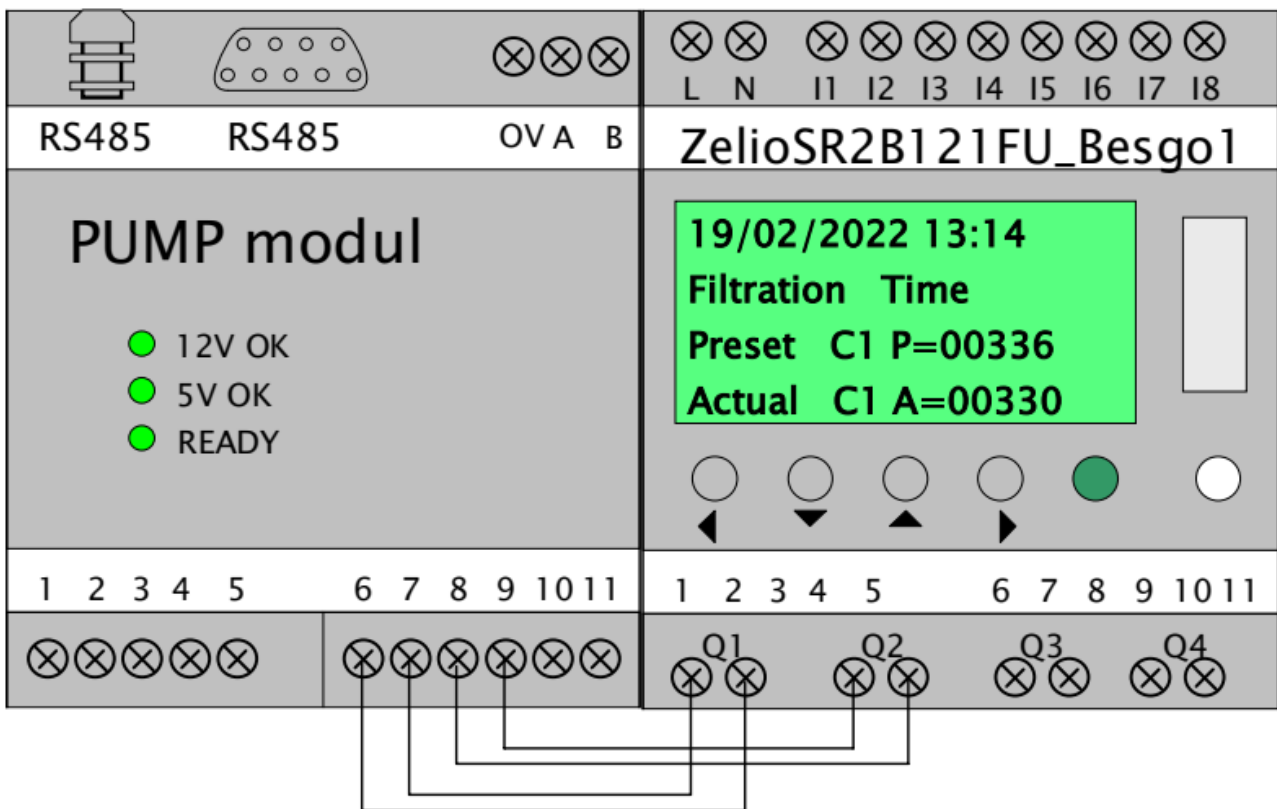 L N I1 I2 I3 I4 I5 I6 I7 I8
RS485 RS485 OV A B
ZelioSR2B121FU_Besgo1
PUMP modul
12V OK
5V OK
READY
19/02/2022 13:14
Filtration Time
Preset C1 P=00336
Actual C1 A=00330
1 2 3 4 5 6 7 8 9 10 11
1 2 3 4 5 6 7 8 9 10 11
Q1 Q2 Q3 Q4